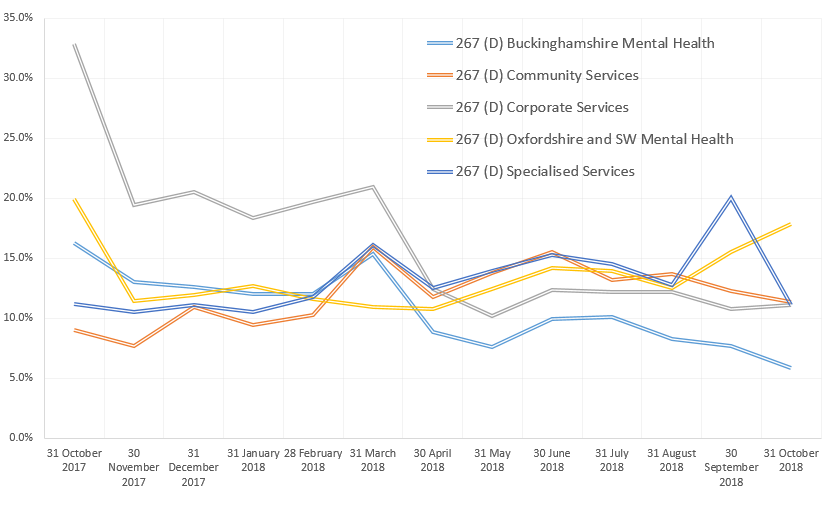 35.0%
30.0%
25.0%
20.0%
15.0%
10.0%
5.0%
0.0%
267 (D) Buckinghamshire Mental Health
267 (D) Community Services
267 (D) Corporate Services
267 (D) Oxfordshire and SW Mental Health
267 (D) Specialised Services
31 October
2017
30
November
2017
31
December
2017
31 January
2018
28 February
2018
31 March
2018
30 April
2018
31 May
2018
30 June
2018
31 July
2018
31 August
2018
30
September
2018
31 October
2018